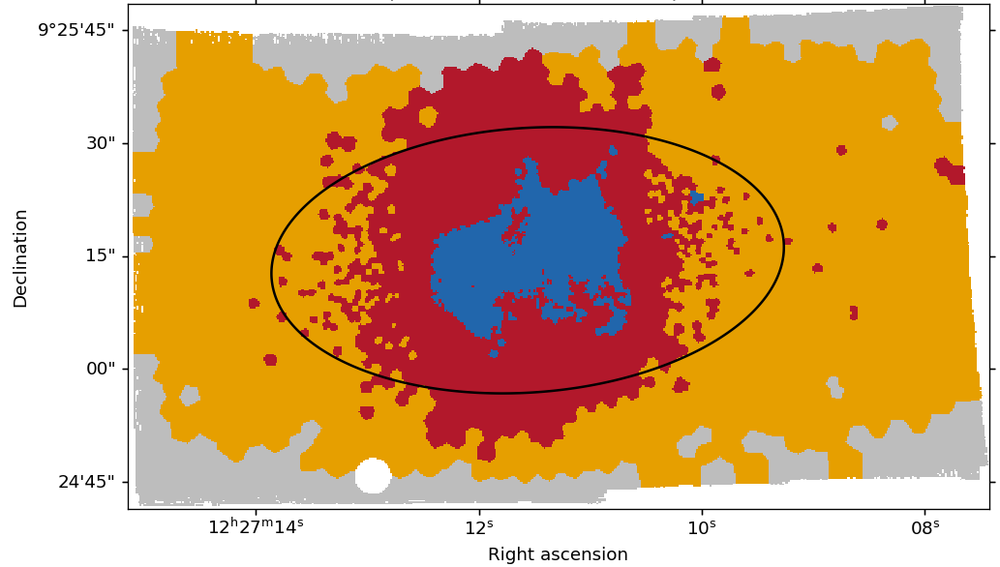 9°25'45"
30"
15"
00"
24'45"
Declination
12ʰ27ᵐ14ˢ 12ˢ 10ˢ 08ˢ
Right ascension